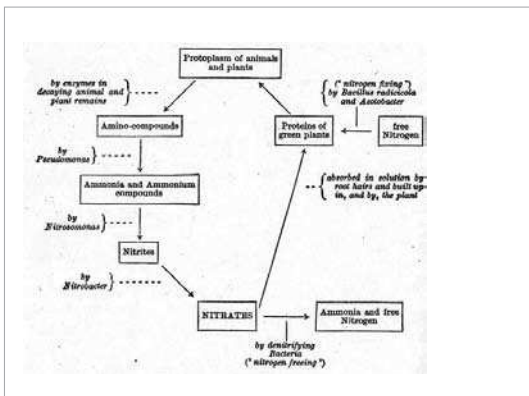 Protoplasm of animals
and plants
by enzymes in
decaying animal and
plant remains
(" nitrogen fixing ")
by Bacillus radicicola
and Azotobacter
Amino-compounds
Proteins of
green plants
free
Nitrogen
by
Pseudomonas
Ammonia and Ammonium
compounds
absorbed in solution by
root hairs and built up
in, and by, the plant
by
Nitrosomonas
Nitrites
by
Nitrobacter
NITRATES
Ammonia and free
Nitrogen
by denitrifying
Bacteria
(" nitrogen freeing ")